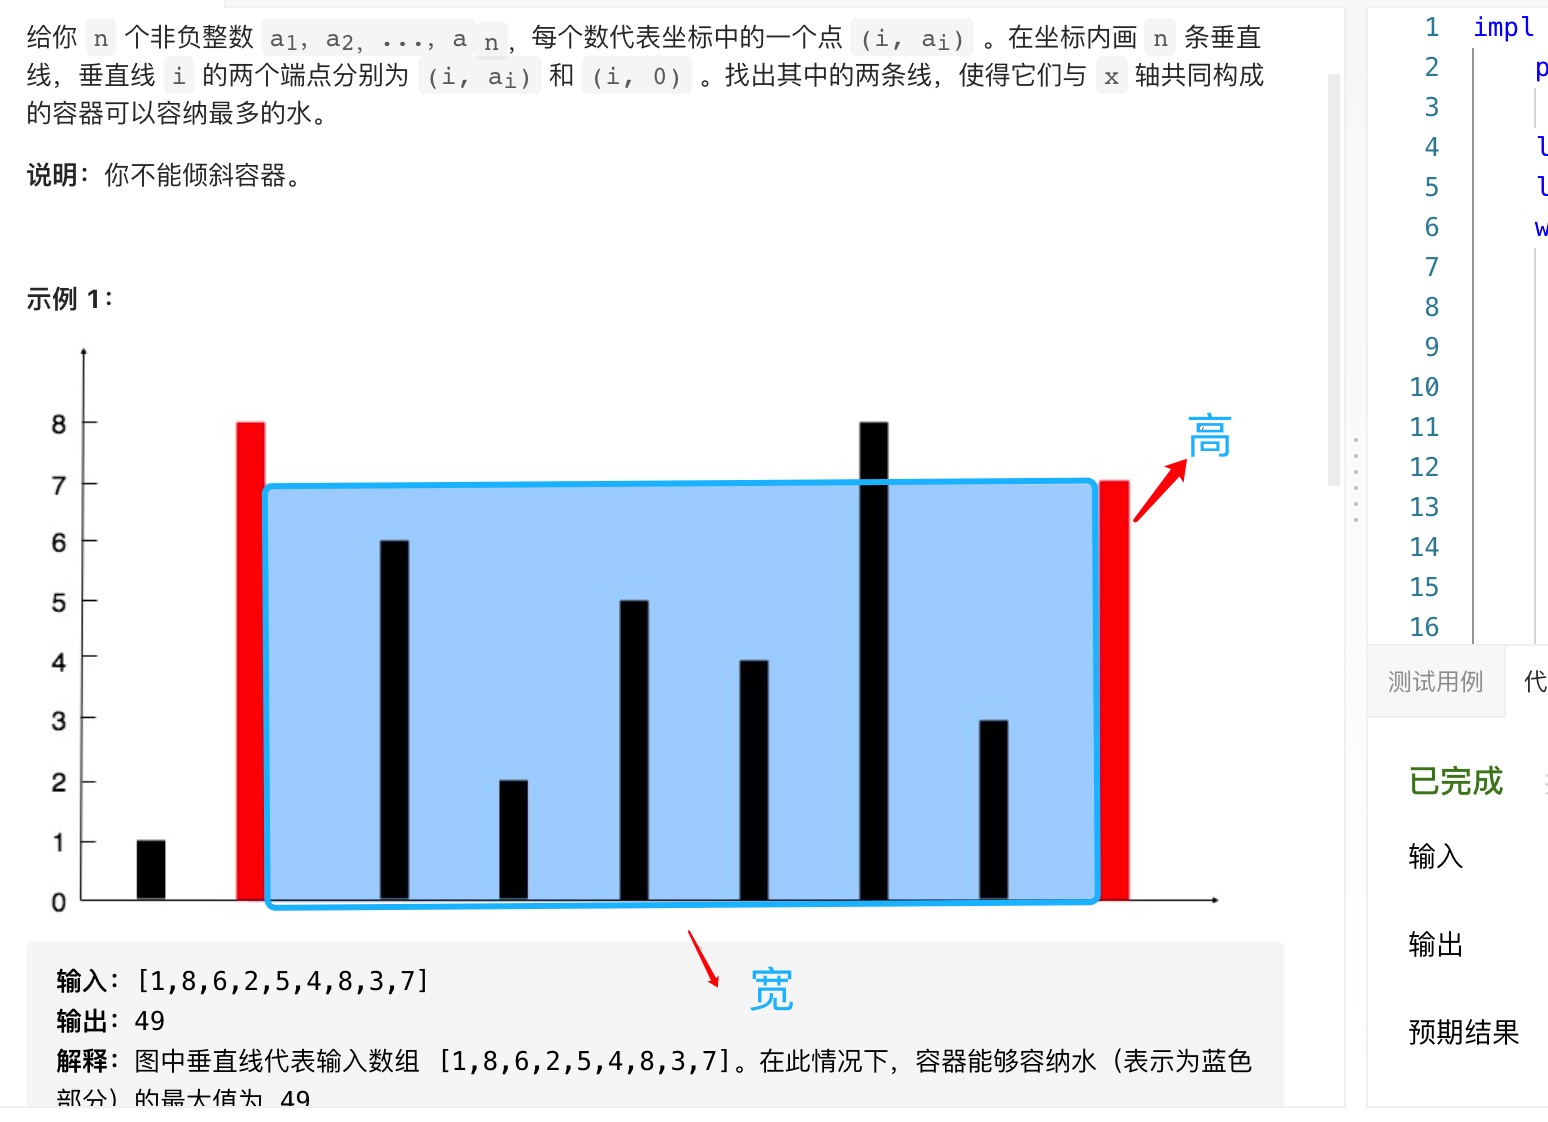 给你 n 个非负整数 a1, a2, ..., a n, 每个数代表坐标中的一个点 (i, ai) 。在坐标内画 n 条垂直
线，垂直线 i 的两个端点分别为 (i, ai) 和 (i, 0) 。找出其中的两条线，使得它们与 x 轴共同构成
的容器可以容纳最多的水。
说明：你不能倾斜容器。
示例 1：
8
7
6
5
4
3
2
1
0
高
宽
输入：[1,8,6,2,5,4,8,3,7]
输出：49
解释：图中垂直线代表输入数组 [1,8,6,2,5,4,8,3,7]。在此情况下，容器能够容纳水（表示为蓝色
部分）的最大值为 49
1 impl
2 p
3
4 l
5 l
6 w
7
8
9
10
11
12
13
14
15
16
测试用例 代
已完成
输入
输出
预期结果